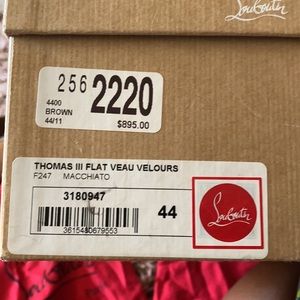 Louboutin
256 2220
4400
BROWN
44/11
$895.00
THOMAS III FLAT VEAU VELOURS
F247 MACCHIATO
3180947
44
3615480679553
Louboutin